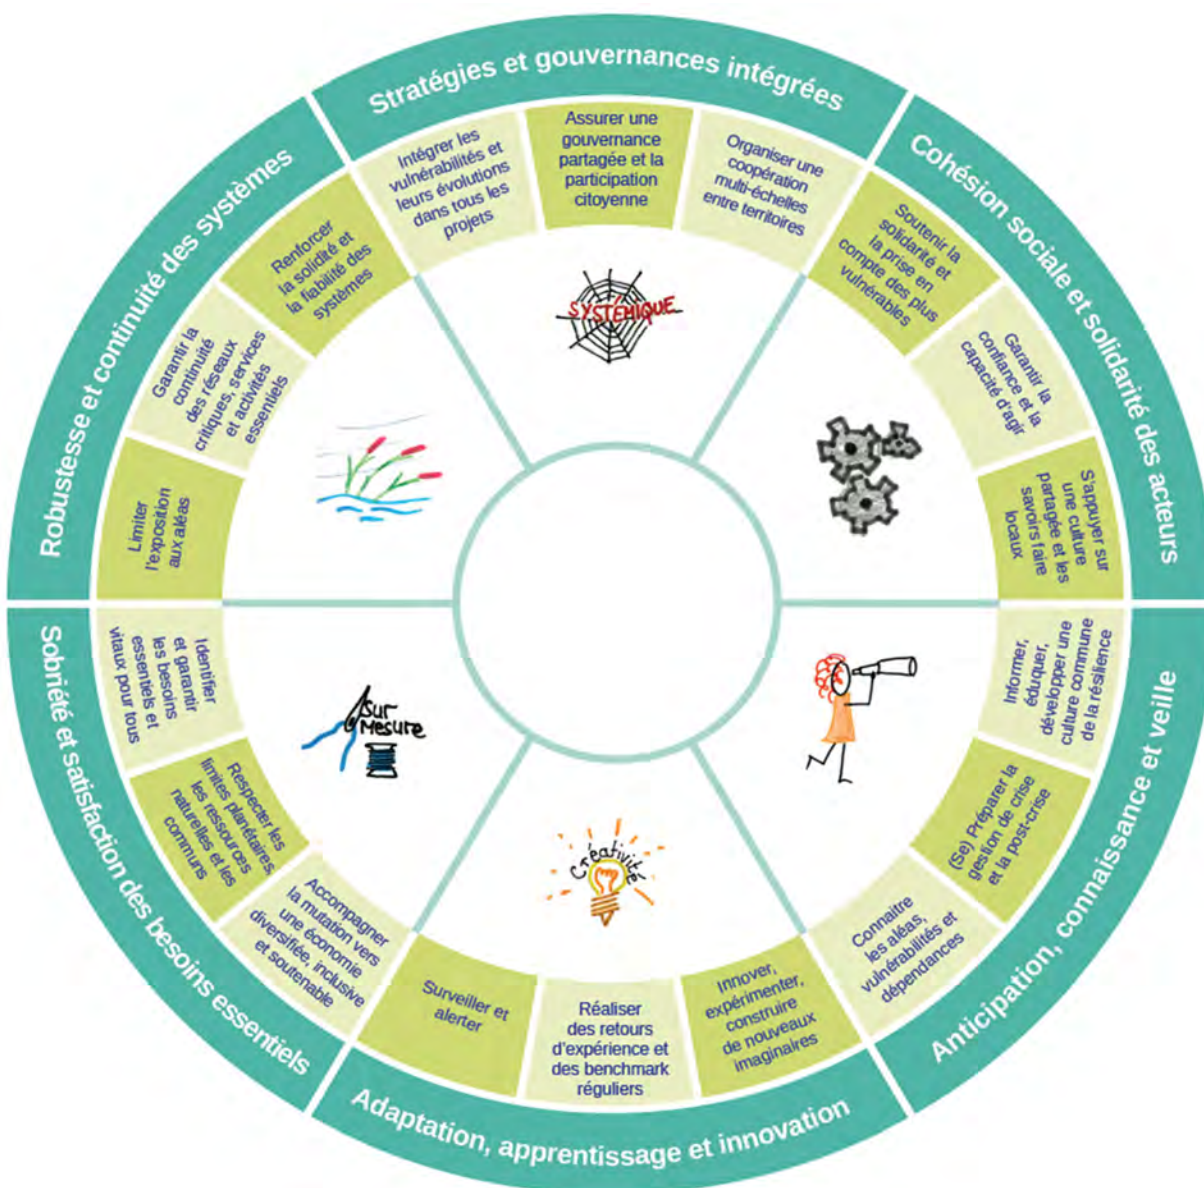 Stratégies et gouvernances intégrées
Intégrer les
vulnérabilités et
leurs évolutions
dans tous les
projets
Assurer une
gouvernance
partagée et la
participation
citoyenne
Organiser une
coopération
multi-échelles
entre territoires
SYSTÉMIQUE
Cohésion sociale et solidarité des acteurs
Soutenir la
solidarité et
la prise en
compte des plus
vulnérables
Garantir la
confiance et la
capacité d'agir
S'appuyer sur
une culture
partagée et les
savoirs faire
locaux
Anticipation, connaissance et veille
Informer,
éduquer,
développer une
culture commune
de la résilience
(Se) Préparer la
gestion de crise
et la post-crise
Connaitre
les aléas,
vulnérabilités et
dépendances
Adaptation, apprentissage et innovation
Innover,
expérimenter,
construire
de nouveaux
imaginaires
Réaliser
des retours
d'expérience et
des benchmark
réguliers
Surveiller et
alerter
Créativité
Sobriété et satisfaction des besoins essentiels
Accompagner
la mutation vers
une économie
diversifiée, inclusive
et soutenable
Respecter les
limites planétaires,
les ressources
naturelles et les
communs
Identifier
et garantir
les besoins
essentiels et
vitaux pour tous
Sur
Mesure
Robustesse et continuité des systèmes
Limiter
l'exposition
aux aléas
Garantir la
continuité
des réseaux
critiques, services
et activités
essentiels
Renforcer
la solidité et
la fiabilité des
systèmes